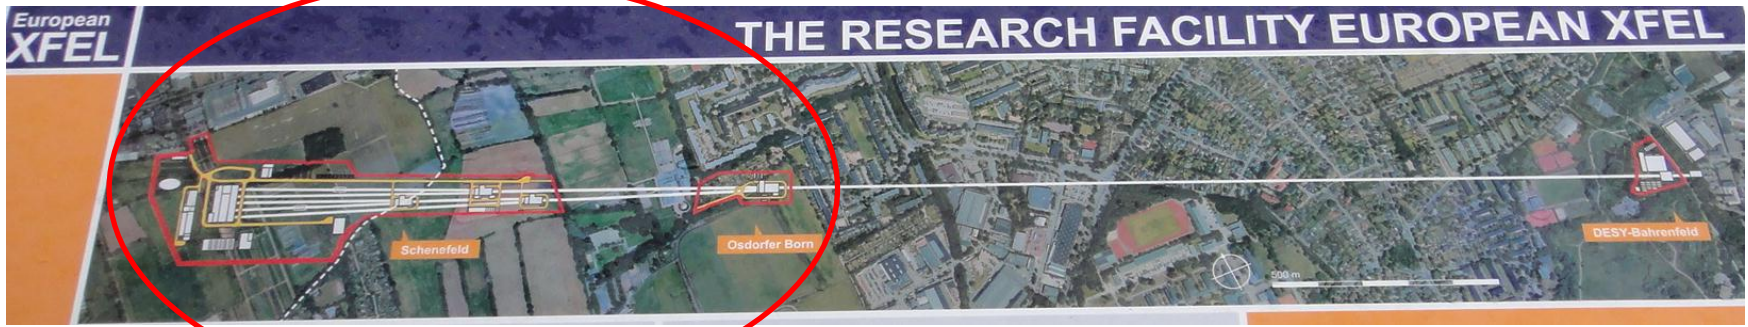 European
XFEL
THE RESEARCH FACILITY EUROPEAN XFEL
Schenefeld
Osdorfer Born
DESY-Bahrenfeld
500 m